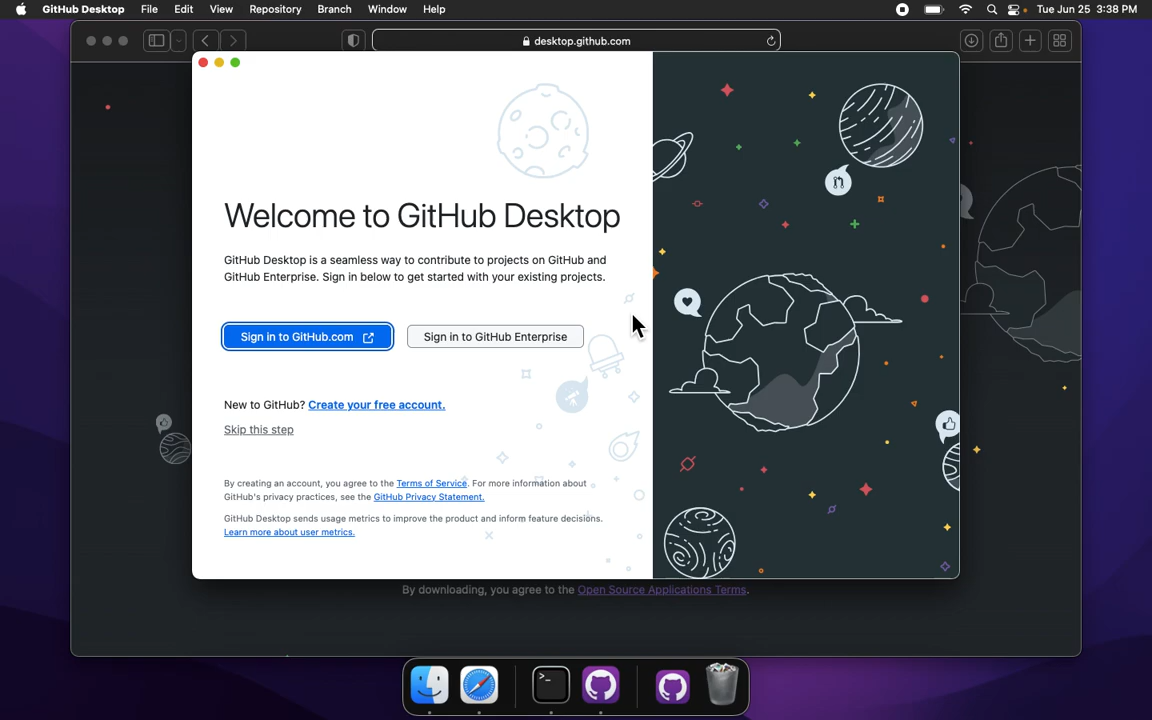 GitHub Desktop File Edit View Repository Branch Window Help Tue Jun 25 3:38 PM
desktop.github.com
Welcome to GitHub Desktop
GitHub Desktop is a seamless way to contribute to projects on GitHub and
GitHub Enterprise. Sign in below to get started with your existing projects.
Sign in to GitHub.com Sign in to GitHub Enterprise
New to GitHub? Create your free account.
Skip this step
By creating an account, you agree to the Terms of Service. For more information about
GitHub's privacy practices, see the GitHub Privacy Statement.
GitHub Desktop sends usage metrics to improve the product and inform feature decisions.
Learn more about user metrics.
By downloading, you agree to the Open Source Applications Terms.